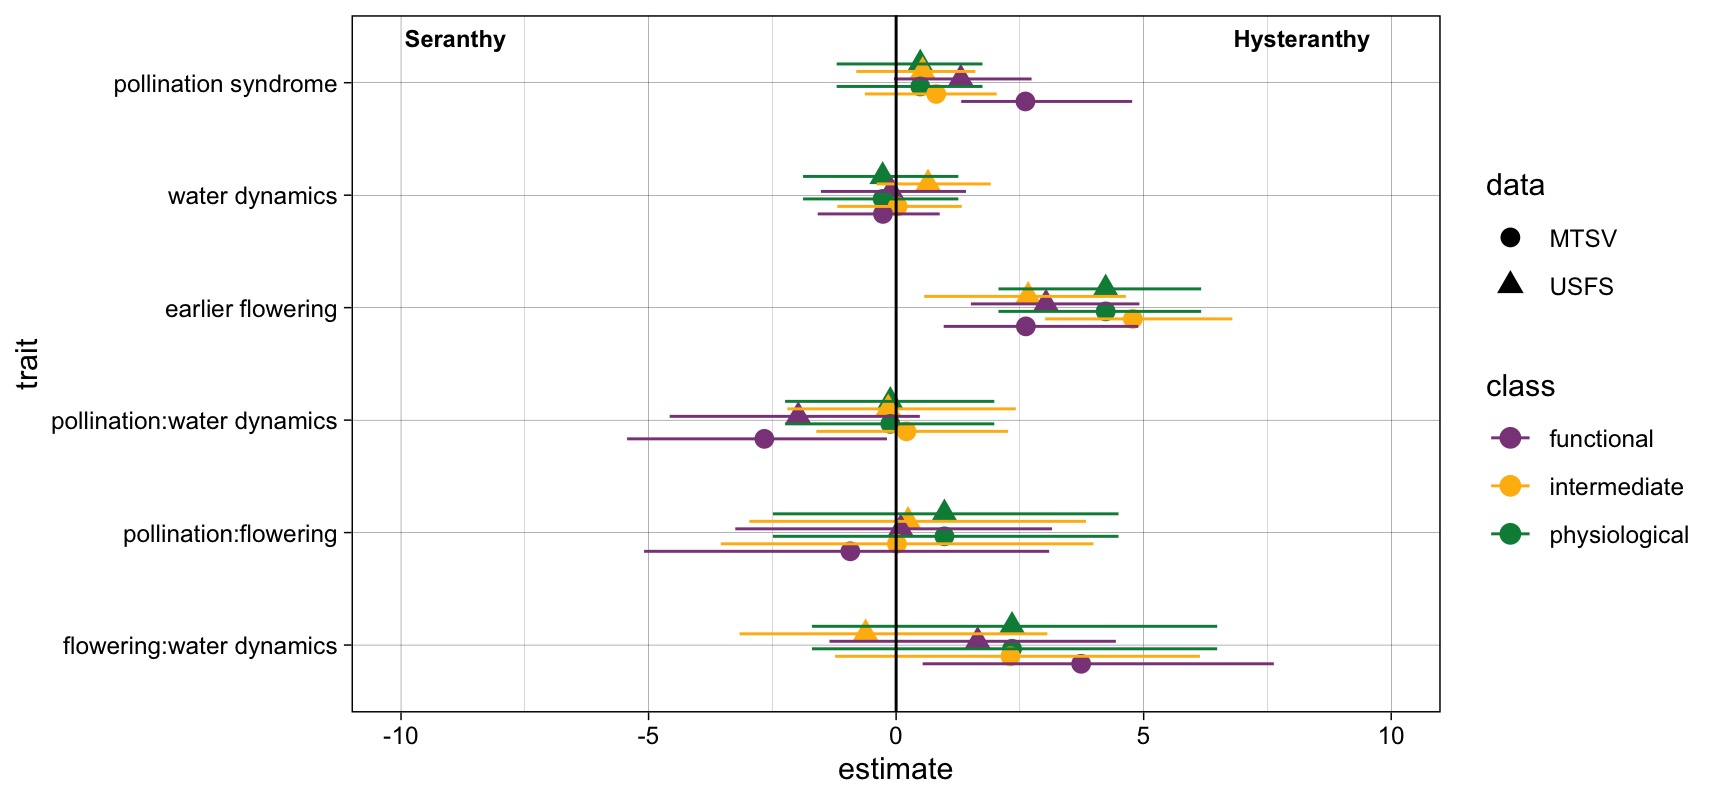 Seranthy
Hysteranthy
pollination syndrome
water dynamics
earlier flowering
pollination:water dynamics
pollination:flowering
flowering:water dynamics
trait
-10
-5
0
5
10
estimate
data
MTSV
USFS
class
functional
intermediate
physiological